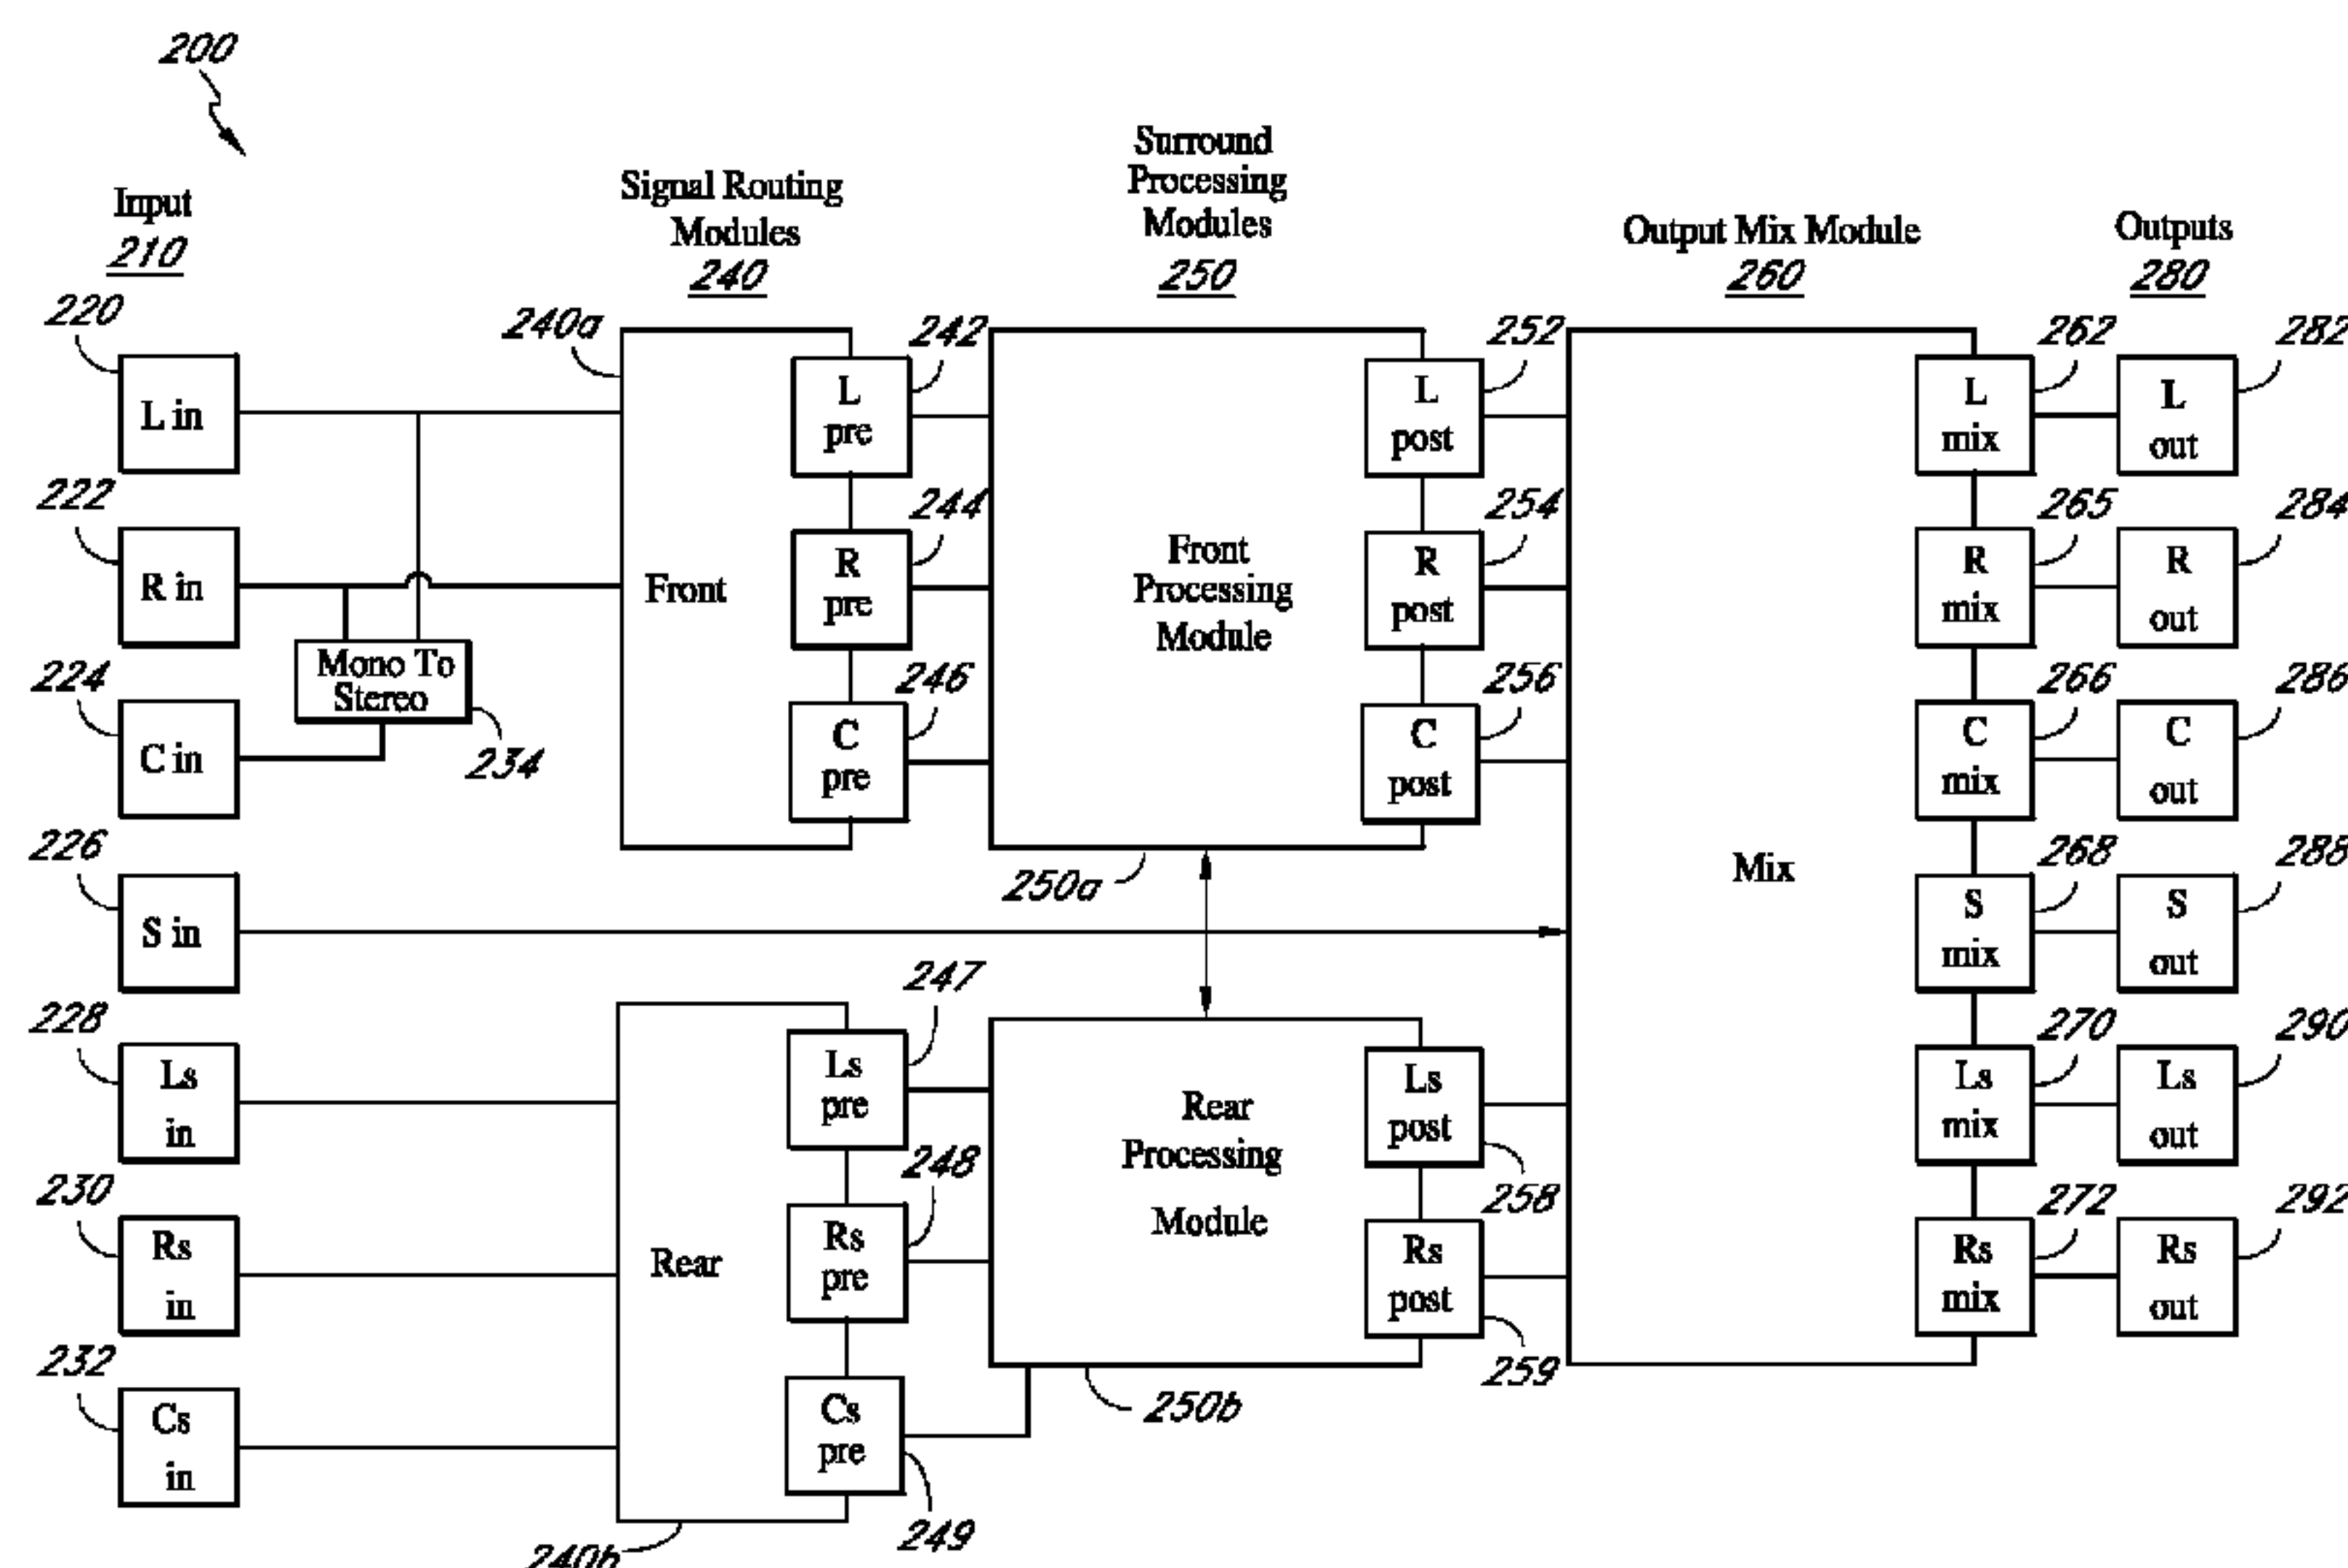 200
Input
210
Signal Routing
Modules
240
Surround
Processing
Modules
250
Output Mix Module
260
Outputs
280
220
L in
222
R in
224
C in
226
S in
228
Ls
in
230
Rs
in
232
Cs
in
Mono To
Stereo
234
240a
Front
242
L
pre
244
R
pre
246
C
pre
240b
Rear
247
Ls
pre
248
Rs
pre
249
Cs
pre
Front
Processing
Module
250a
252
L
post
254
R
post
256
C
post
Rear
Processing
Module
250b
258
Ls
post
259
Rs
post
Mix
262
L
mix
265
R
mix
266
C
mix
268
S
mix
270
Ls
mix
272
Rs
mix
282
L
out
284
R
out
286
C
out
288
S
out
290
Ls
out
292
Rs
out